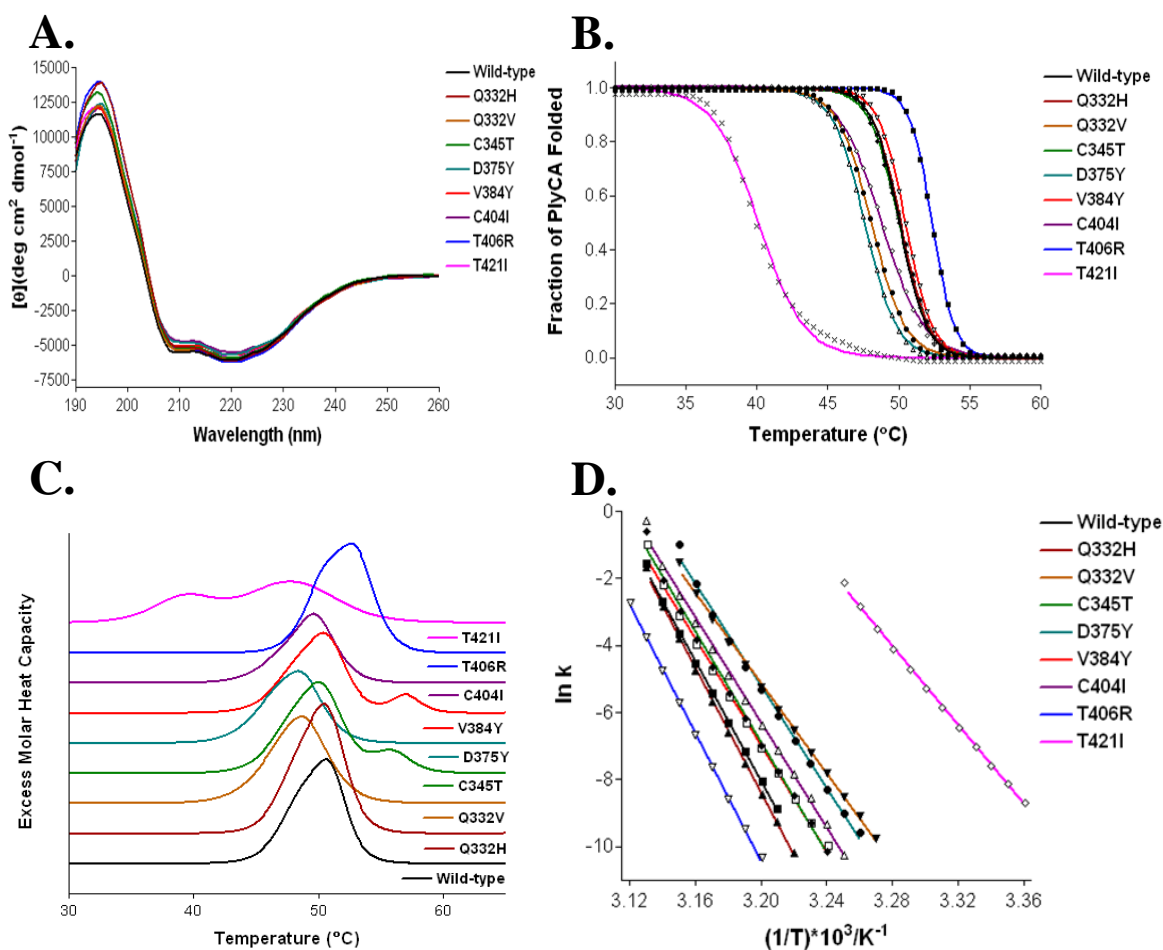 A.
15000
12500
10000
7500
5000
2500
0
-2500
-5000
-7500
190 200 210 220 230 240 250 260
[θ](deg cm² dmol⁻¹)
Wavelength (nm)
Wild-type
Q332H
Q332V
C345T
D375Y
V384Y
C404I
T406R
T421I
B.
1.0
0.8
0.6
0.4
0.2
0.0
30 35 40 45 50 55 60
Fraction of PlyCA Folded
Temperature (°C)
Wild-type
Q332H
Q332V
C345T
D375Y
V384Y
C404I
T406R
T421I
C.
Excess Molar Heat Capacity
T421I
T406R
C404I
V384Y
D375Y
C345T
Q332V
Q332H
Wild-type
30 40 50 60
Temperature (°C)
D.
0
-2
-4
-6
-8
-10
3.12 3.16 3.20 3.24 3.28 3.32 3.36
ln k
(1/T)*10³/K⁻¹
Wild-type
Q332H
Q332V
C345T
D375Y
V384Y
C404I
T406R
T421I